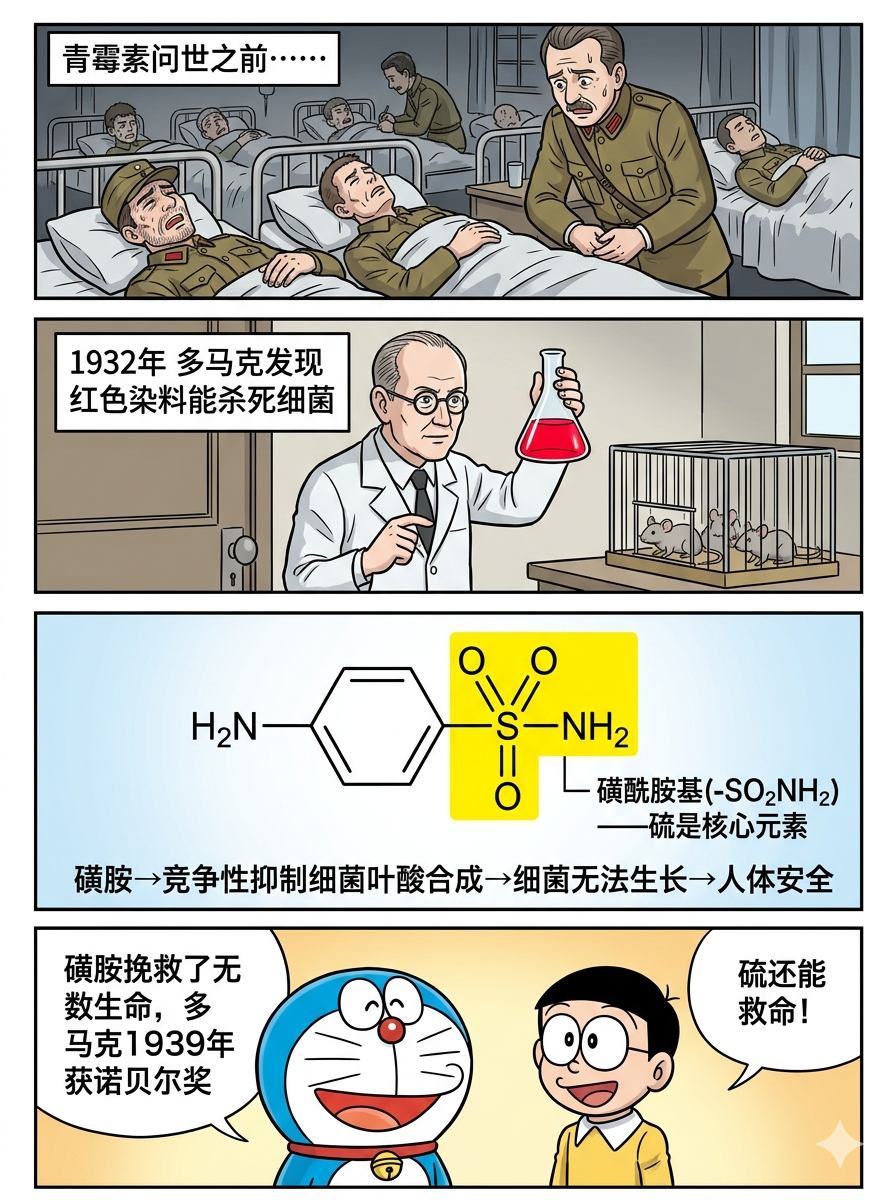 青霉素问世之前……
1932年 多马克发现
红色染料能杀死细菌
O O
H₂N S NH₂
O
磺酰胺基(-SO₂NH₂)
——硫是核心元素
磺胺→竞争性抑制细菌叶酸合成→细菌无法生长→人体安全
磺胺挽救了无
数生命，多
马克1939年
获诺贝尔奖
硫还能
救命！